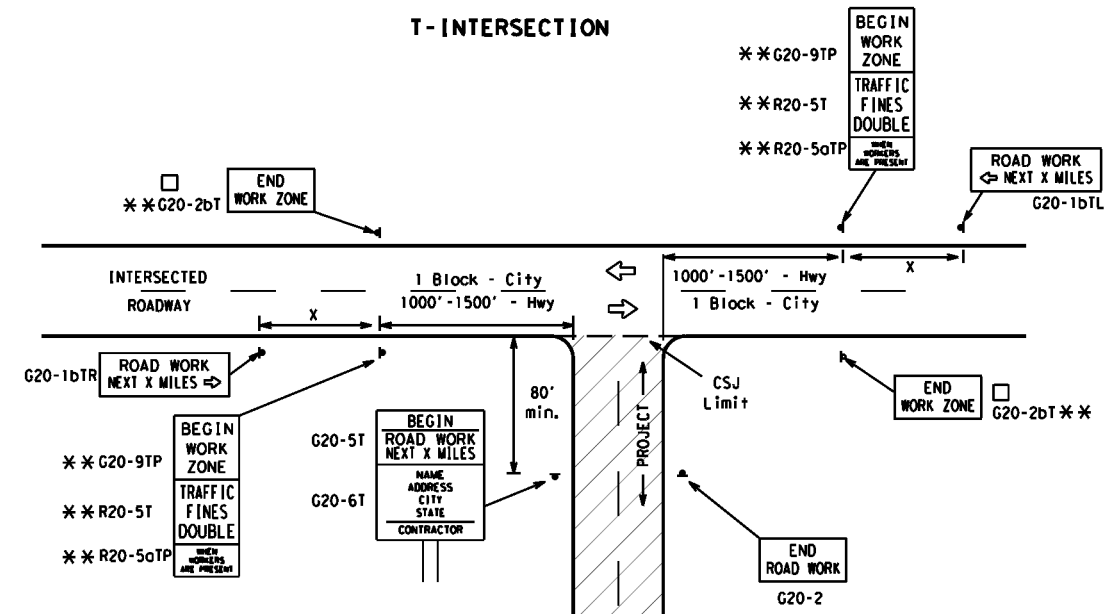 T-INTERSECTION
BEGIN
WORK
ZONE
**G20-9TP
TRAFFIC
FINES
DOUBLE
**R20-5T
WHEN
WORKERS
ARE PRESENT
**R20-5aTP
ROAD WORK
⇦ NEXT X MILES
G20-1bTL
END
WORK ZONE
□
**G20-2bT
INTERSECTED
ROADWAY
1 Block - City
1000'-1500' - Hwy
X
1000'-1500' - Hwy
1 Block - City
X
G20-1bTR
ROAD WORK
NEXT X MILES ⇨
80'
min.
CSJ
Limit
PROJECT
END
WORK ZONE
□
G20-2bT**
BEGIN
WORK
ZONE
**G20-9TP
TRAFFIC
FINES
DOUBLE
**R20-5T
WHEN
WORKERS
ARE PRESENT
**R20-5aTP
G20-5T
BEGIN
ROAD WORK
NEXT X MILES
G20-6T
NAME
ADDRESS
CITY
STATE
CONTRACTOR
END
ROAD WORK
G20-2